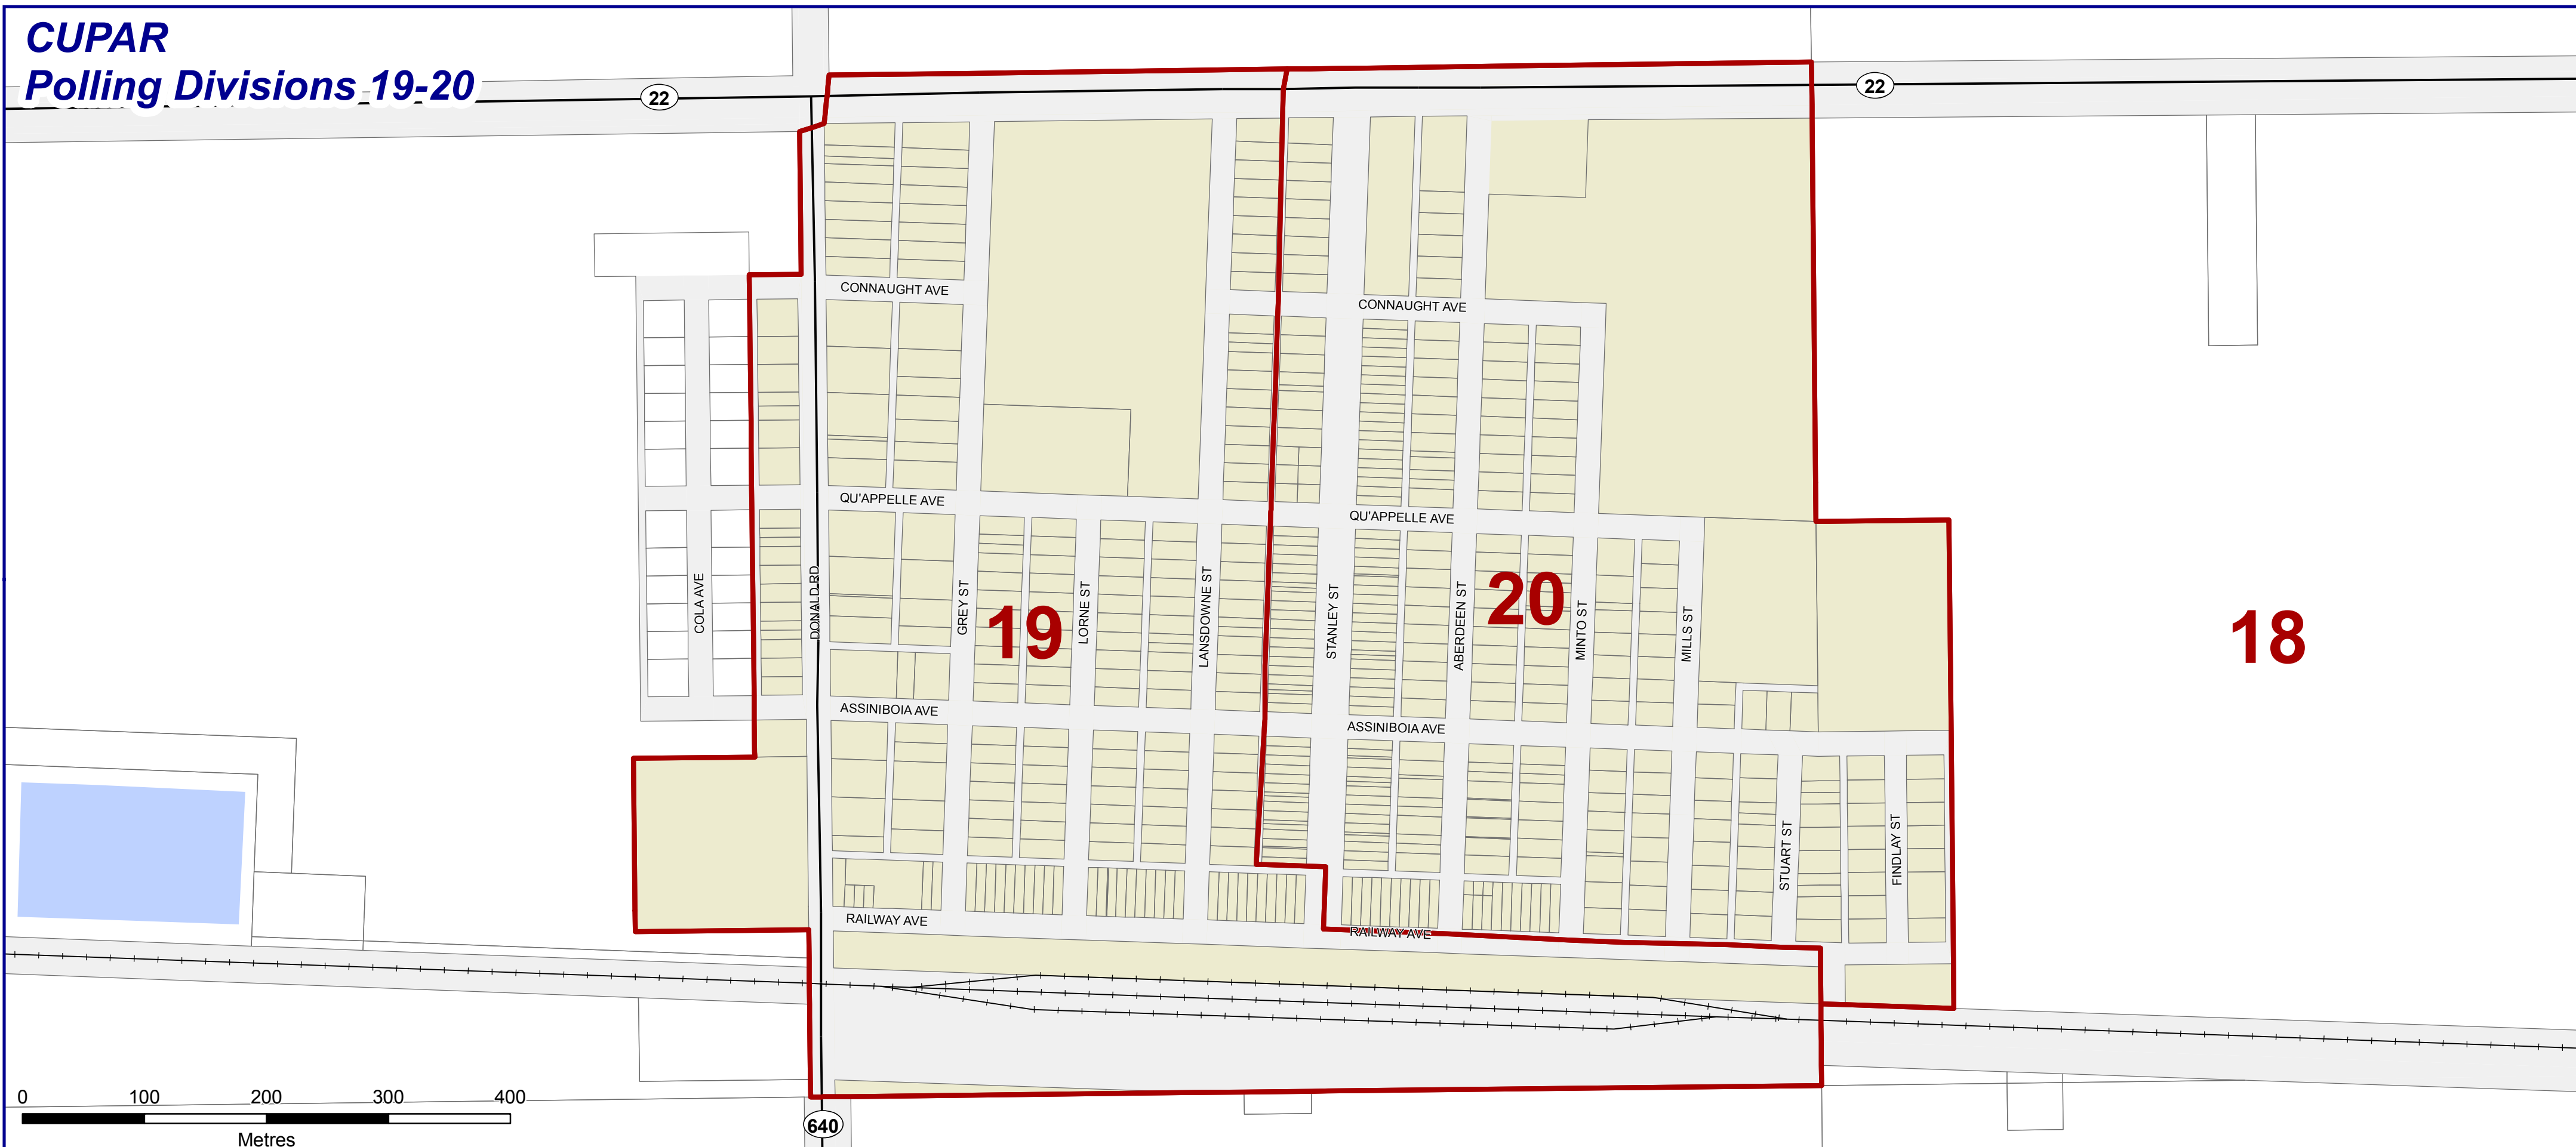 CUPAR
Polling Divisions 19-20
22
22
CONNAUGHT AVE
CONNAUGHT AVE
QU'APPELLE AVE
QU'APPELLE AVE
COLA AVE
DONALD RD
GREY ST
19
LORNE ST
LANSDOWNE ST
STANLEY ST
ABERDEEN ST
20
MINTO ST
MILLS ST
18
ASSINIBOIA AVE
ASSINIBOIA AVE
STUART ST
FINDLAY ST
RAILWAY AVE
RAILWAY AVE
0 100 200 300 400
Metres
640